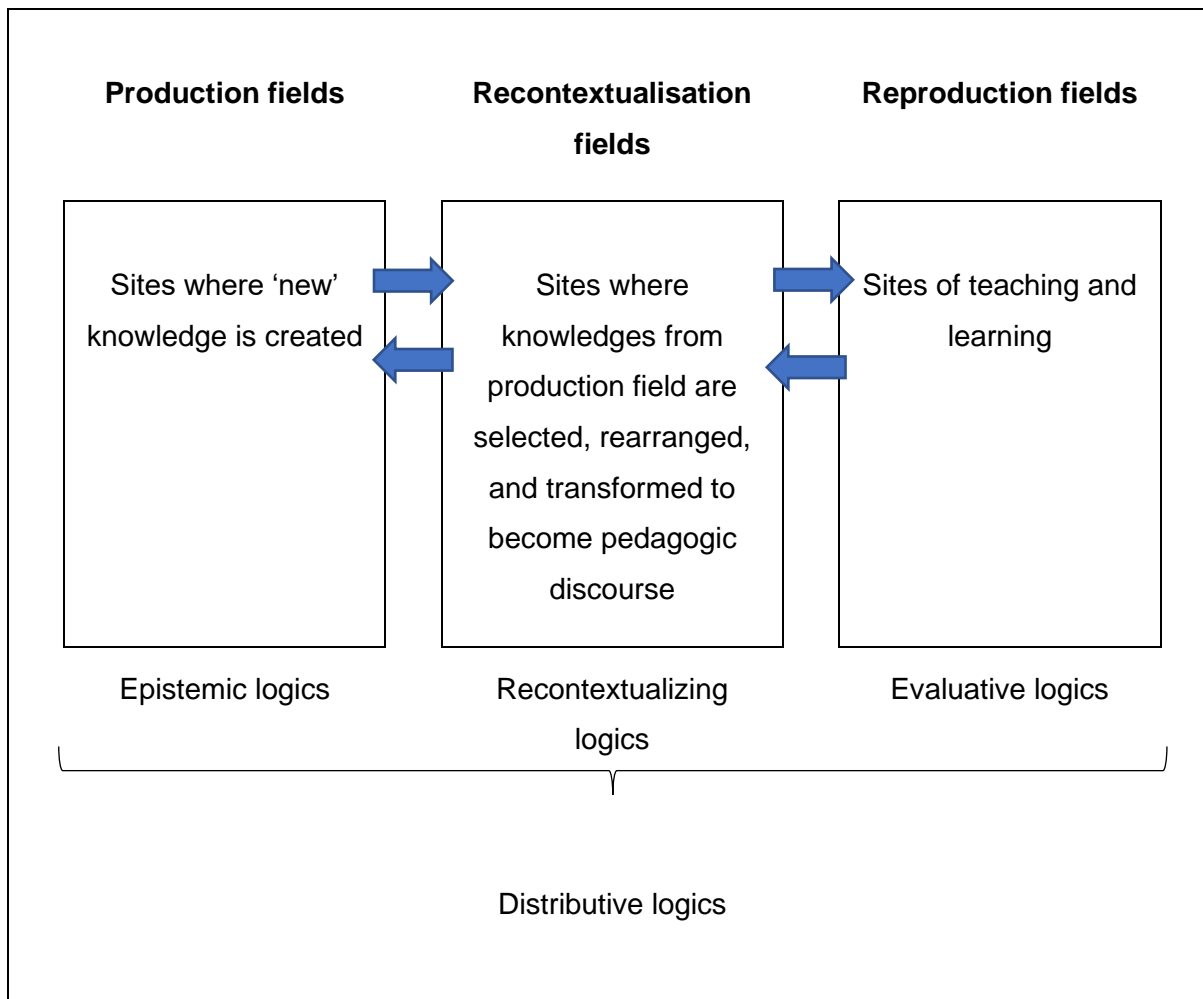 Production fields
Recontextualisation
fields
Reproduction fields
Sites where ‘new’
knowledge is created
Sites where
knowledges from
production field are
selected, rearranged,
and transformed to
become pedagogic
discourse
Sites of teaching and
learning
Epistemic logics
Recontextualizing
logics
Evaluative logics
Distributive logics